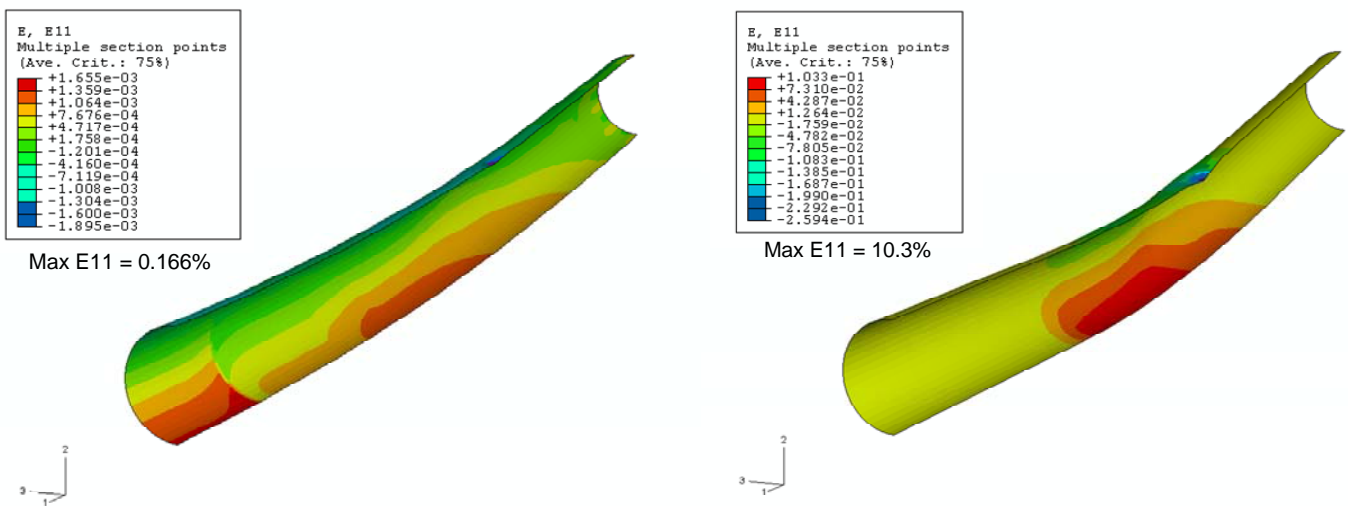 E, E11
Multiple section points
(Ave. Crit.: 75%)
+1.655e-03
+1.359e-03
+1.064e-03
+7.676e-04
+4.717e-04
+1.758e-04
-1.201e-04
-4.160e-04
-7.119e-04
-1.008e-03
-1.304e-03
-1.600e-03
-1.895e-03
Max E11 = 0.166%
2
3
1
E, E11
Multiple section points
(Ave. Crit.: 75%)
+1.033e-01
+7.310e-02
+4.287e-02
+1.264e-02
-1.759e-02
-4.782e-02
-7.805e-02
-1.083e-01
-1.385e-01
-1.687e-01
-1.990e-01
-2.292e-01
-2.594e-01
Max E11 = 10.3%
2
3
1